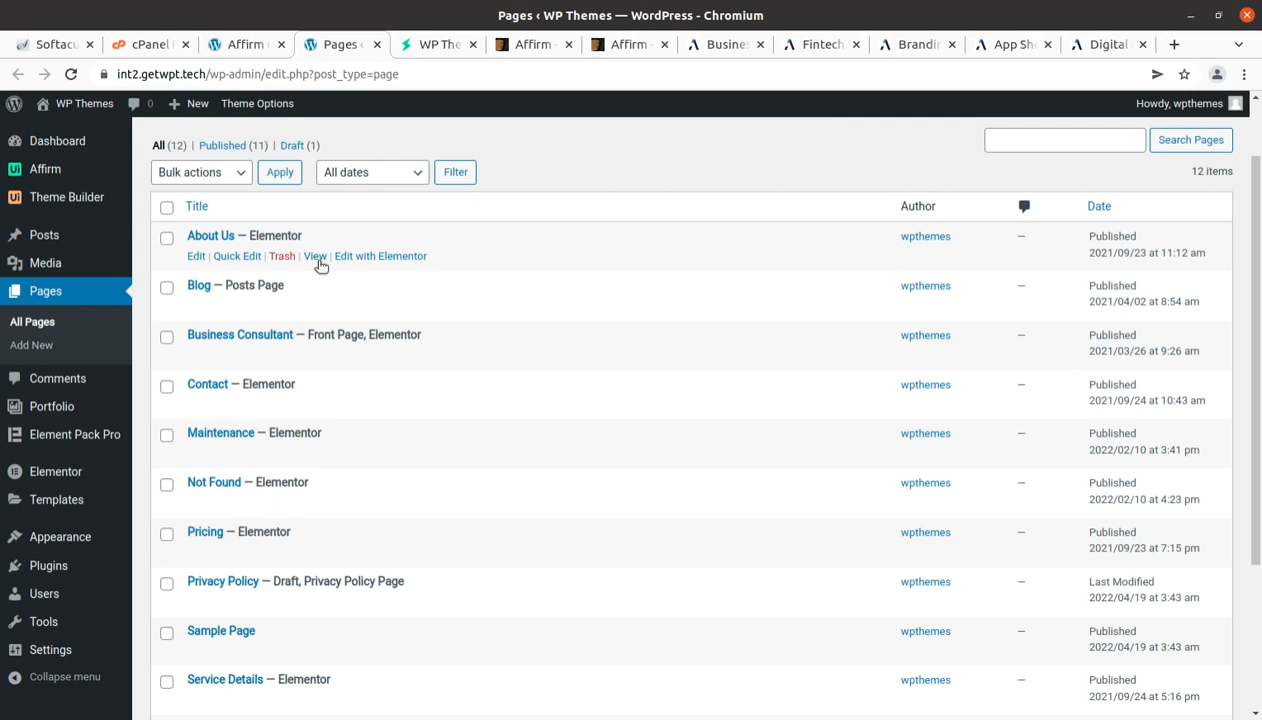 Pages ‹ WP Themes — WordPress - Chromium
Softacu
cPanel
Affirm
Pages ‹
WP The
Affirm
Affirm
Busine
Fintech
Brandin
App Sh
Digital
int2.getwpt.tech/wp-admin/edit.php?post_type=page
WP Themes 0 New Theme Options Howdy, wpthemes
Dashboard
Affirm
Theme Builder
Posts
Media
Pages
All Pages
Add New
Comments
Portfolio
Element Pack Pro
Elementor
Templates
Appearance
Plugins
Users
Tools
Settings
Collapse menu
All (12) | Published (11) | Draft (1)
Search Pages
Bulk actions Apply All dates Filter 12 items
Title Author Date
About Us — Elementor wpthemes — Published
2021/09/23 at 11:12 am
Edit | Quick Edit | Trash | View | Edit with Elementor
Blog — Posts Page wpthemes — Published
2021/04/02 at 8:54 am
Business Consultant — Front Page, Elementor wpthemes — Published
2021/03/26 at 9:26 am
Contact — Elementor wpthemes — Published
2021/09/24 at 10:43 am
Maintenance — Elementor wpthemes — Published
2022/02/10 at 3:41 pm
Not Found — Elementor wpthemes — Published
2022/02/10 at 4:23 pm
Pricing — Elementor wpthemes — Published
2021/09/23 at 7:15 pm
Privacy Policy — Draft, Privacy Policy Page wpthemes — Last Modified
2022/04/19 at 3:43 am
Sample Page wpthemes — Published
2022/04/19 at 3:43 am
Service Details — Elementor wpthemes — Published
2021/09/24 at 5:16 pm